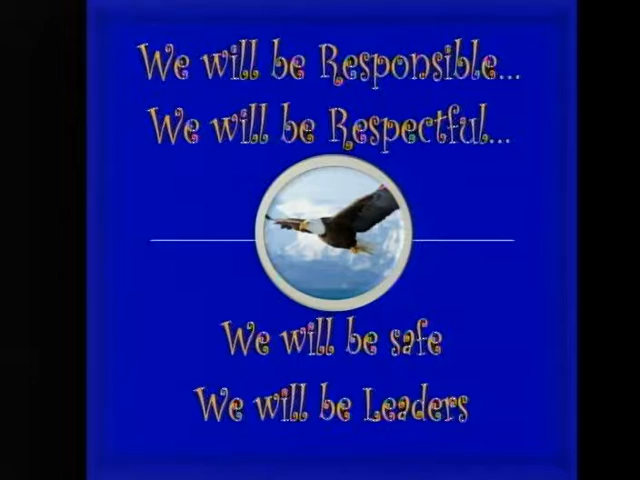 We will be Responsible...
We will be Respectful...
We will be safe
We will be Leaders